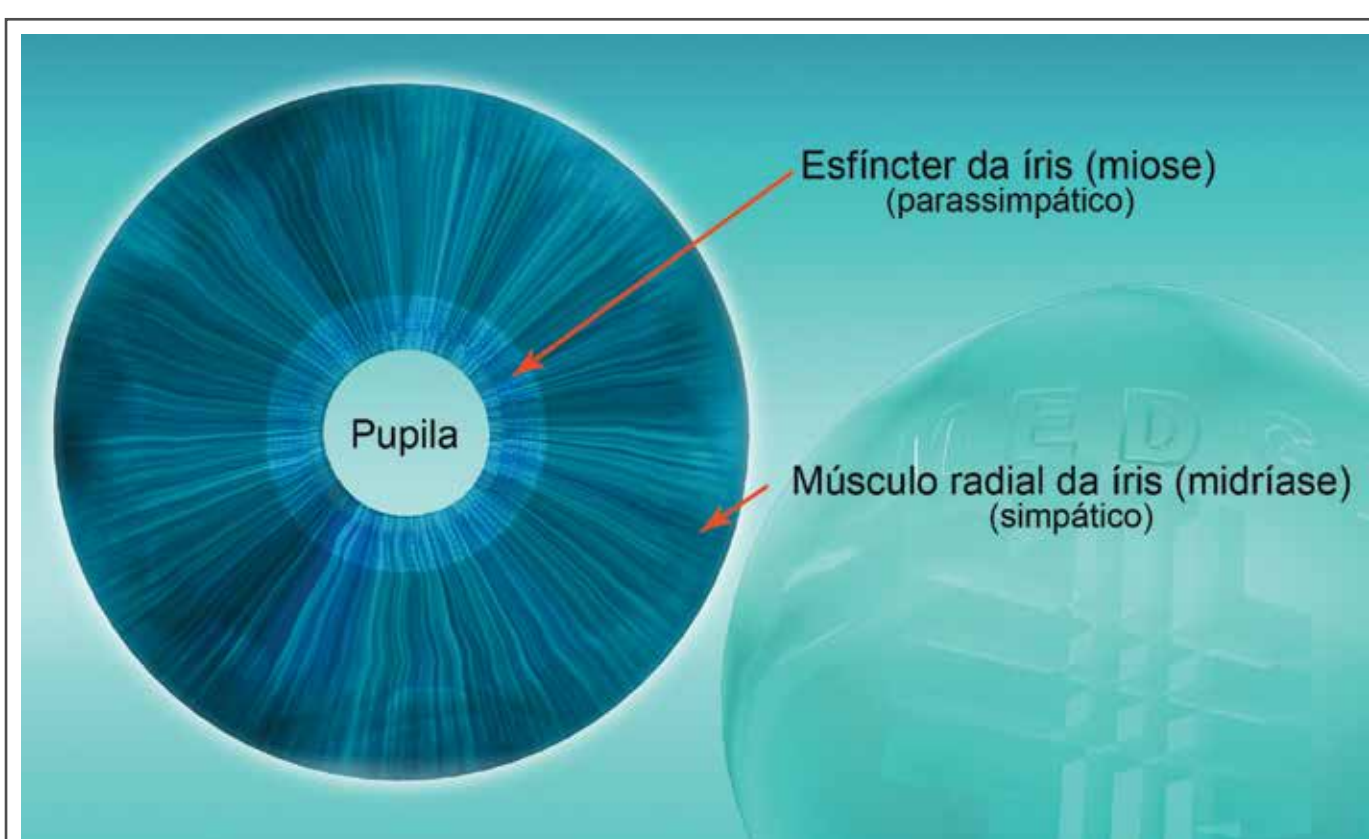 Esfíncter da íris (miose)
(parassimpático)
Pupila
Músculo radial da íris (midríase)
(simpático)